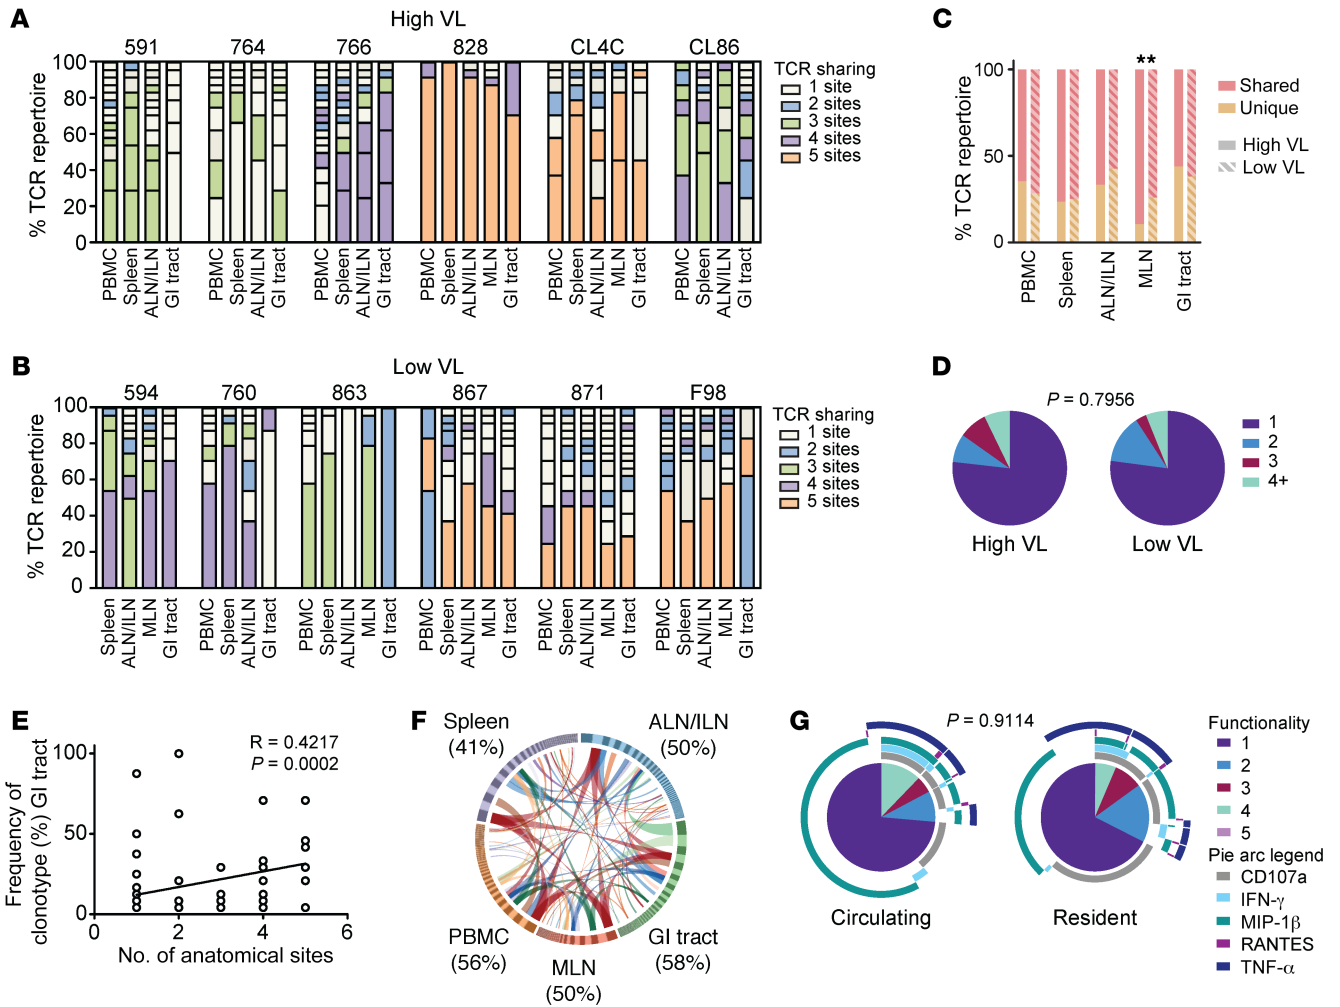 A
High VL
591 764 766 828 CL4C CL86
% TCR repertoire
100
80
60
40
20
0
PBMC Spleen ALN/ILN GI tract
PBMC Spleen ALN/ILN GI tract
PBMC Spleen ALN/ILN GI tract
PBMC Spleen ALN/ILN MLN GI tract
PBMC Spleen ALN/ILN MLN GI tract
PBMC Spleen ALN/ILN GI tract
TCR sharing
1 site
2 sites
3 sites
4 sites
5 sites
B
Low VL
594 760 863 867 871 F98
% TCR repertoire
100
80
60
40
20
0
Spleen ALN/ILN MLN GI tract
PBMC Spleen ALN/ILN GI tract
PBMC Spleen ALN/ILN MLN GI tract
PBMC Spleen ALN/ILN MLN GI tract
PBMC Spleen ALN/ILN MLN GI tract
PBMC Spleen ALN/ILN MLN GI tract
TCR sharing
1 site
2 sites
3 sites
4 sites
5 sites
C
% TCR repertoire
100
50
0
**
PBMC Spleen ALN/ILN MLN GI tract
Shared
Unique
High VL
Low VL
D
P = 0.7956
High VL Low VL
1
2
3
4+
E
R = 0.4217
P = 0.0002
Frequency of
clonotype (%) GI tract
100
50
0
0 2 4 6
No. of anatomical sites
F
Spleen
(41%)
ALN/ILN
(50%)
PBMC
(56%)
MLN
(50%)
GI tract
(58%)
G
P = 0.9114
Circulating Resident
Functionality
1
2
3
4
5
Pie arc legend
CD107a
IFN-γ
MIP-1β
RANTES
TNF-α